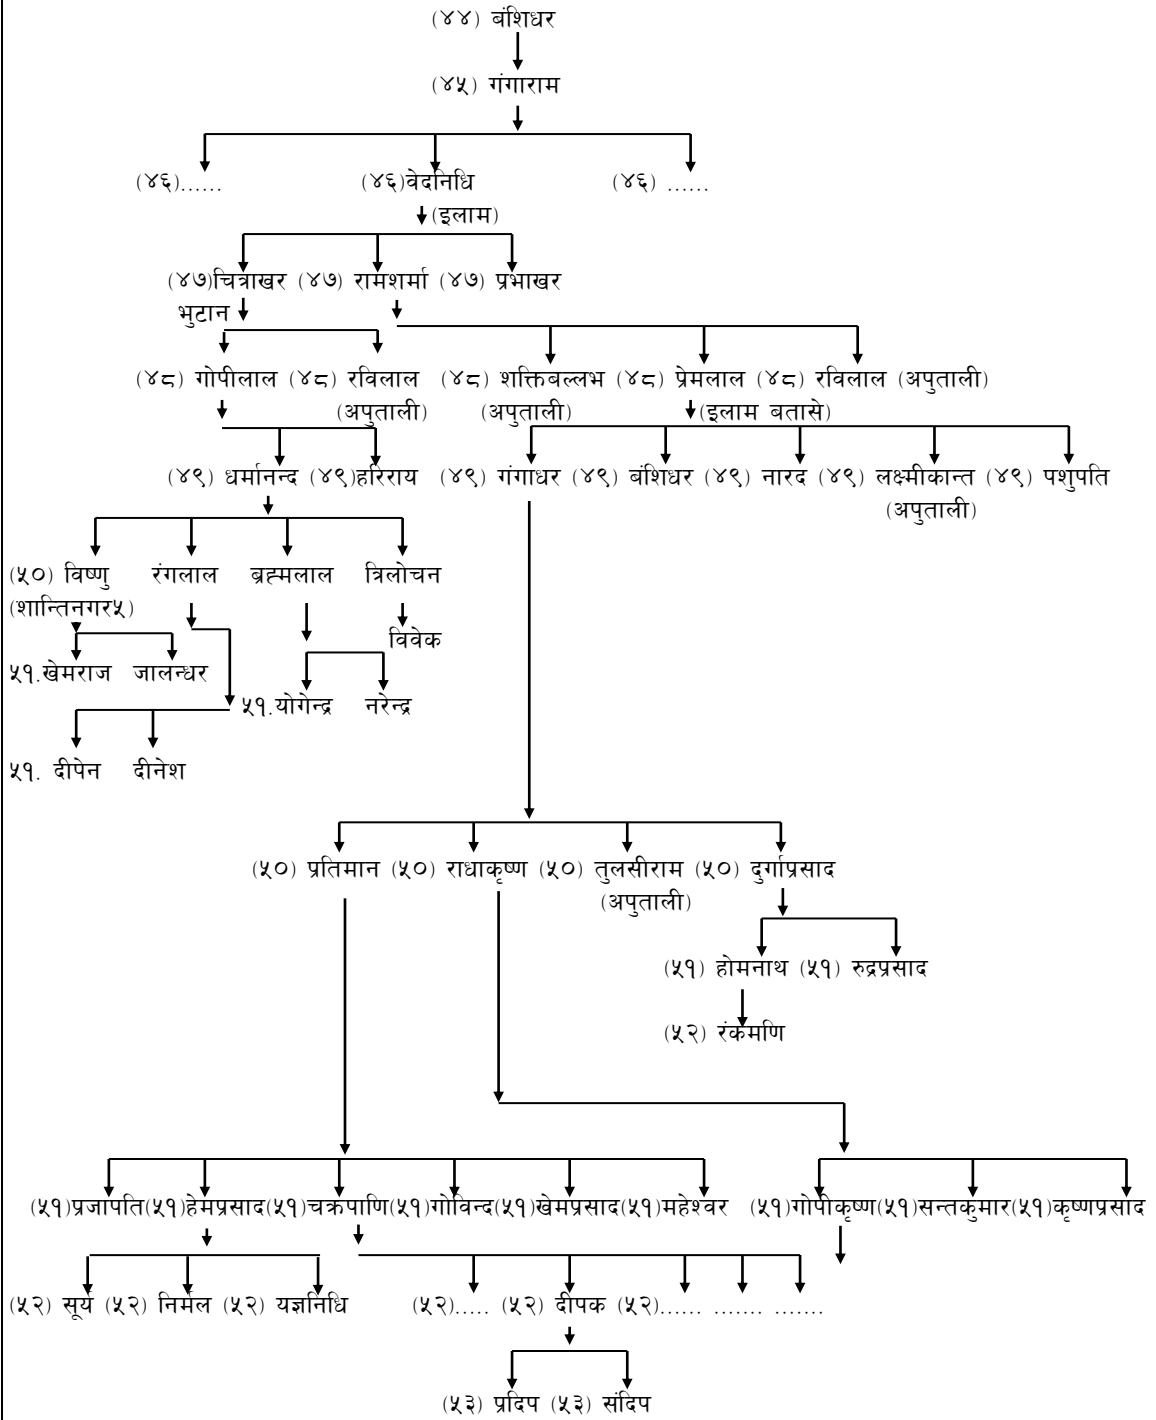 (४४) बंशिधर
(४५) गंगाराम
(४६)...... (४६)वेदनिधि (४६) ......
(इलाम)
(४७)चित्राखर (४७) रामशर्मा (४७) प्रभाखर
भुटान
(४८) गोपीलाल (४८) रविलाल (४८) शक्तिबल्लभ (४८) प्रेमलाल (४८) रविलाल (अपुताली)
(अपुताली) (अपुताली) (इलाम बतासे)
(४९) धर्मानन्द (४९)हरिराय (४९) गंगाधर (४९) बंशिधर (४९) नारद (४९) लक्ष्मीकान्त (४९) पशुपति
(अपुताली)
(५०) विष्णु रंगलाल ब्रह्मलाल त्रिलोचन
(शान्तिनगर५)
विवेक
५१.खेमराज जालन्धर
५१.योगेन्द्र नरेन्द्र
५१. दीपेन दीनेश
(५०) प्रतिमान (५०) राधाकृष्ण (५०) तुलसीराम (५०) दुर्गाप्रसाद
(अपुताली)
(५१) होमनाथ (५१) रुद्रप्रसाद
(५२) रंकमणि
(५१)प्रजापति(५१)हेमप्रसाद(५१)चक्रपाणि(५१)गोविन्द(५१)खेमप्रसाद(५१)महेश्वर (५१)गोपीकृष्ण(५१)सन्तकुमार(५१)कृष्णप्रसाद
(५२) सूर्य (५२) निर्मल (५२) यज्ञनिधि (५२)..... (५२) दीपक (५२)...... ....... .......
(५३) प्रदिप (५३) संदिप